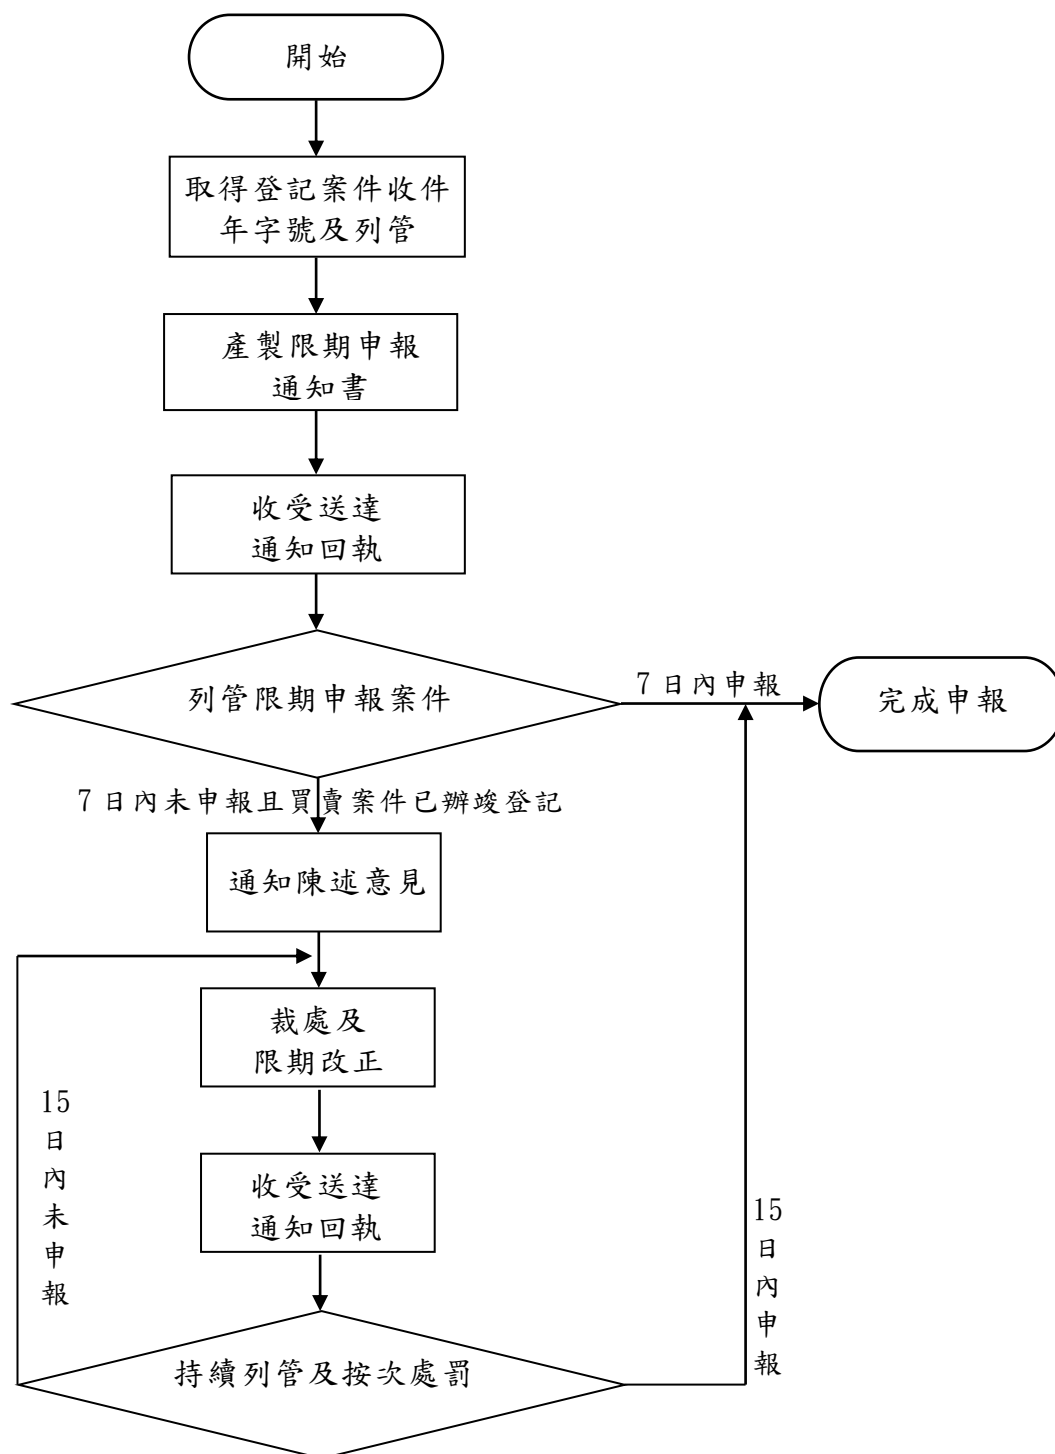 開始
取得登記案件收件
年字號及列管
產製限期申報
通知書
收受送達
通知回執
列管限期申報案件
7 日內申報
完成申報
7 日內未申報且買賣案件已辦竣登記
通知陳述意見
裁處及
限期改正
15
日
內
未
申
報
收受送達
通知回執
15
日
內
申
報
持續列管及按次處罰